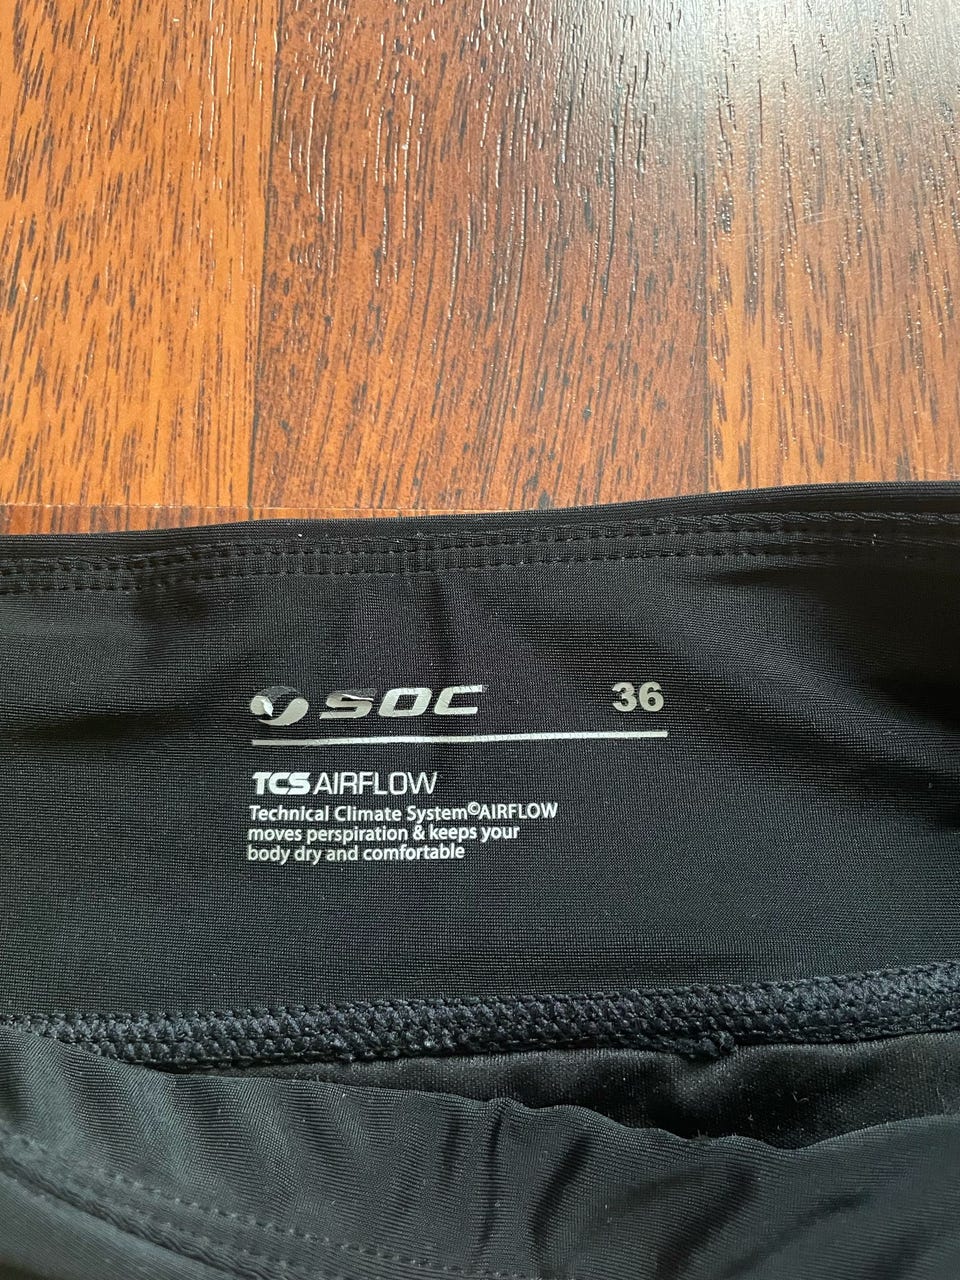 SOC 36
TCS AIRFLOW
Technical Climate System©AIRFLOW
moves perspiration & keeps your
body dry and comfortable